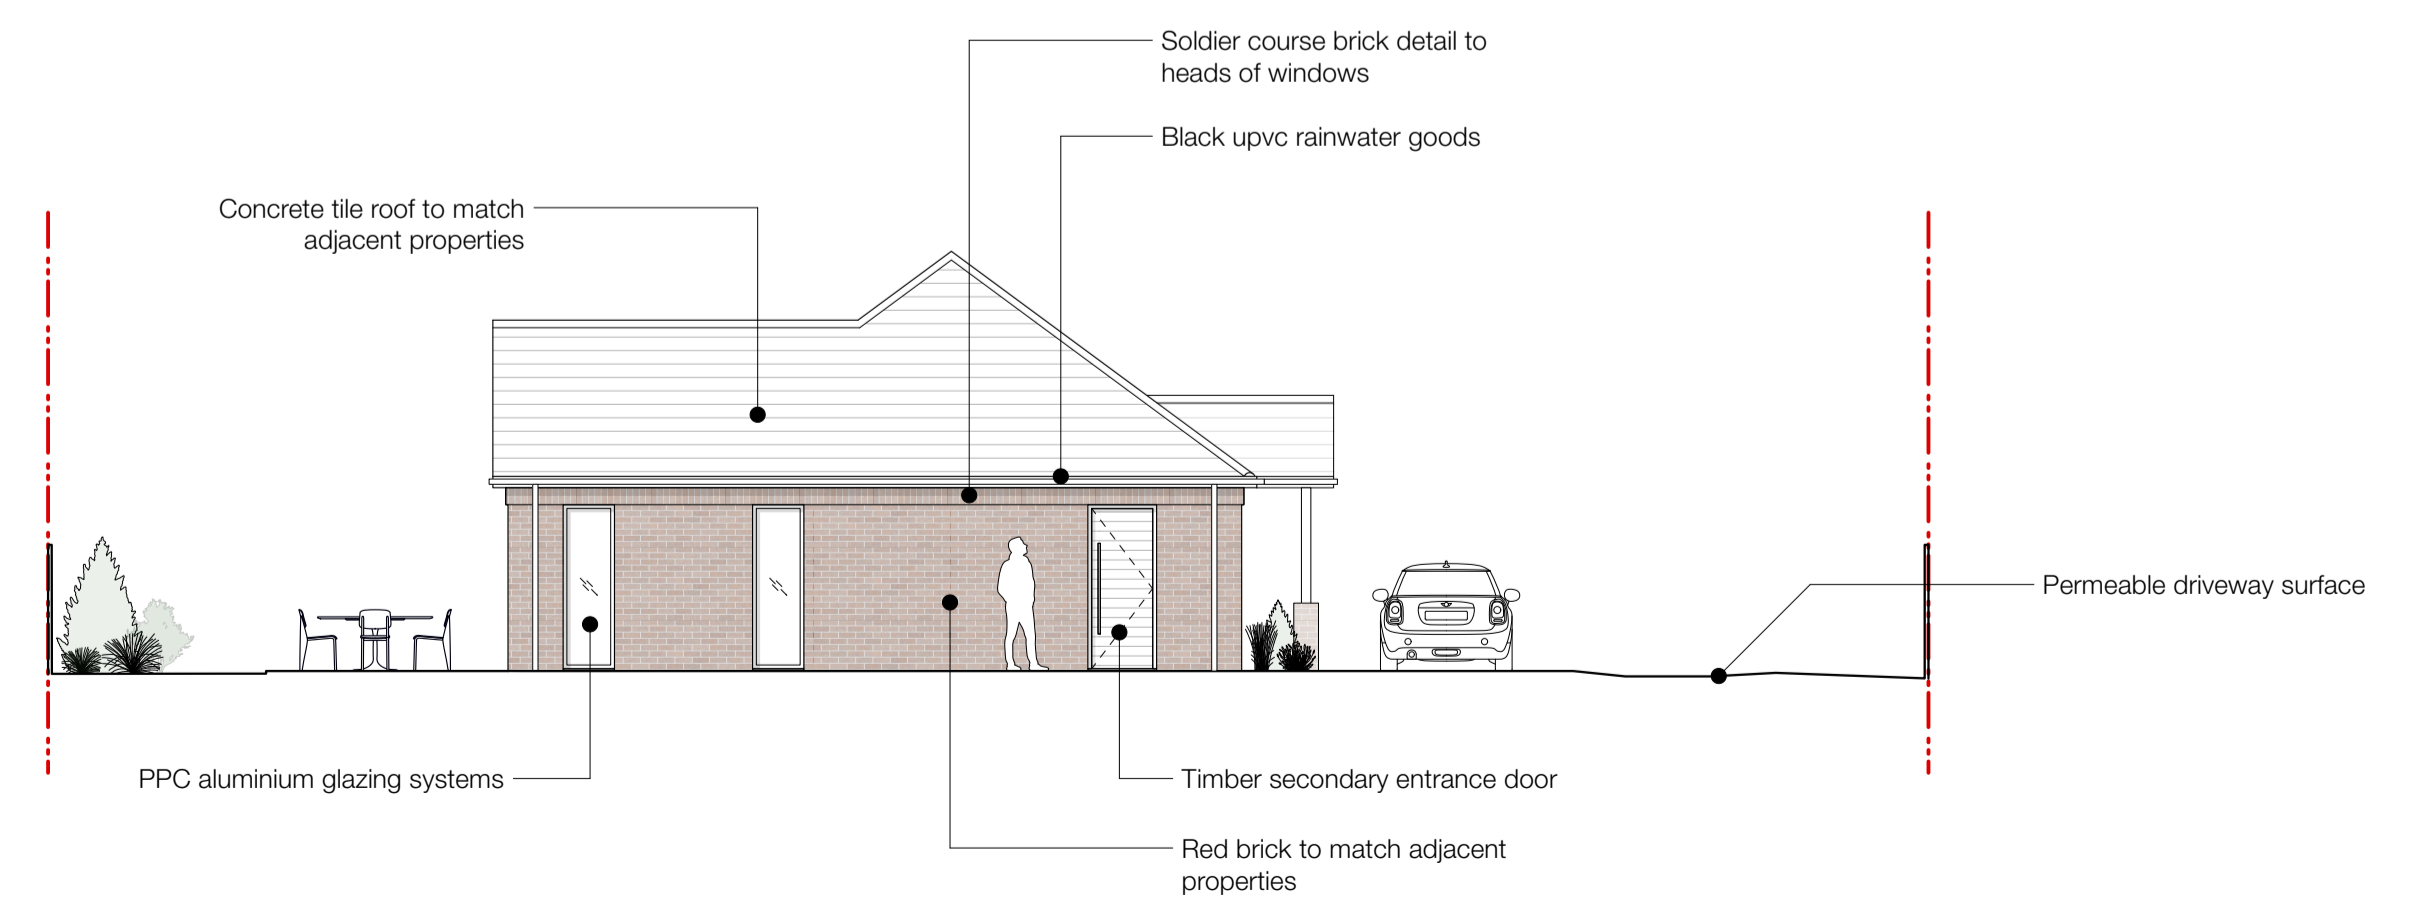 Soldier course brick detail to
heads of windows
Black upvc rainwater goods
Concrete tile roof to match
adjacent properties
Permeable driveway surface
PPC aluminium glazing systems
Timber secondary entrance door
Red brick to match adjacent
properties